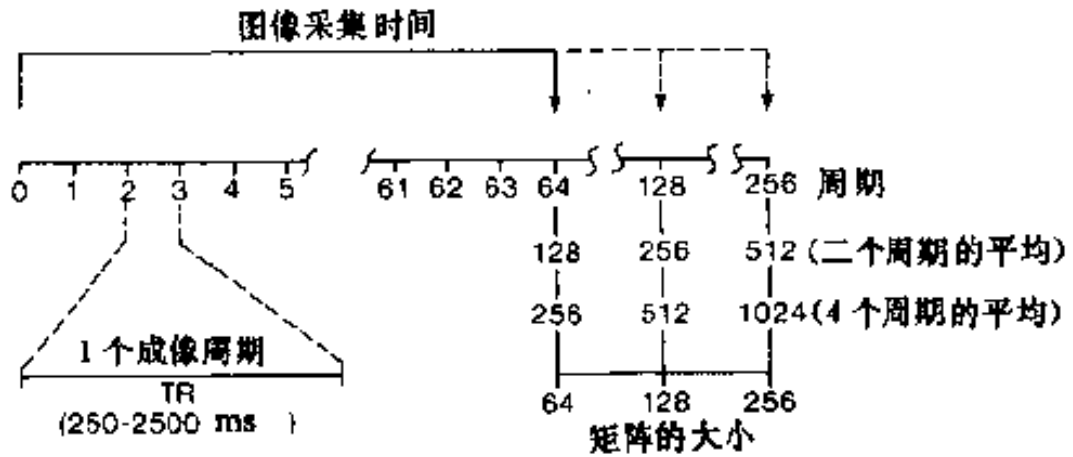 图像采集时间
0 1 2 3 4 5 61 62 63 64 128 256 周期
128 256 512 (二个周期的平均)
256 512 1024 (4个周期的平均)
1个成像周期
TR
(250-2500 ms )
64 128 256
矩阵的大小